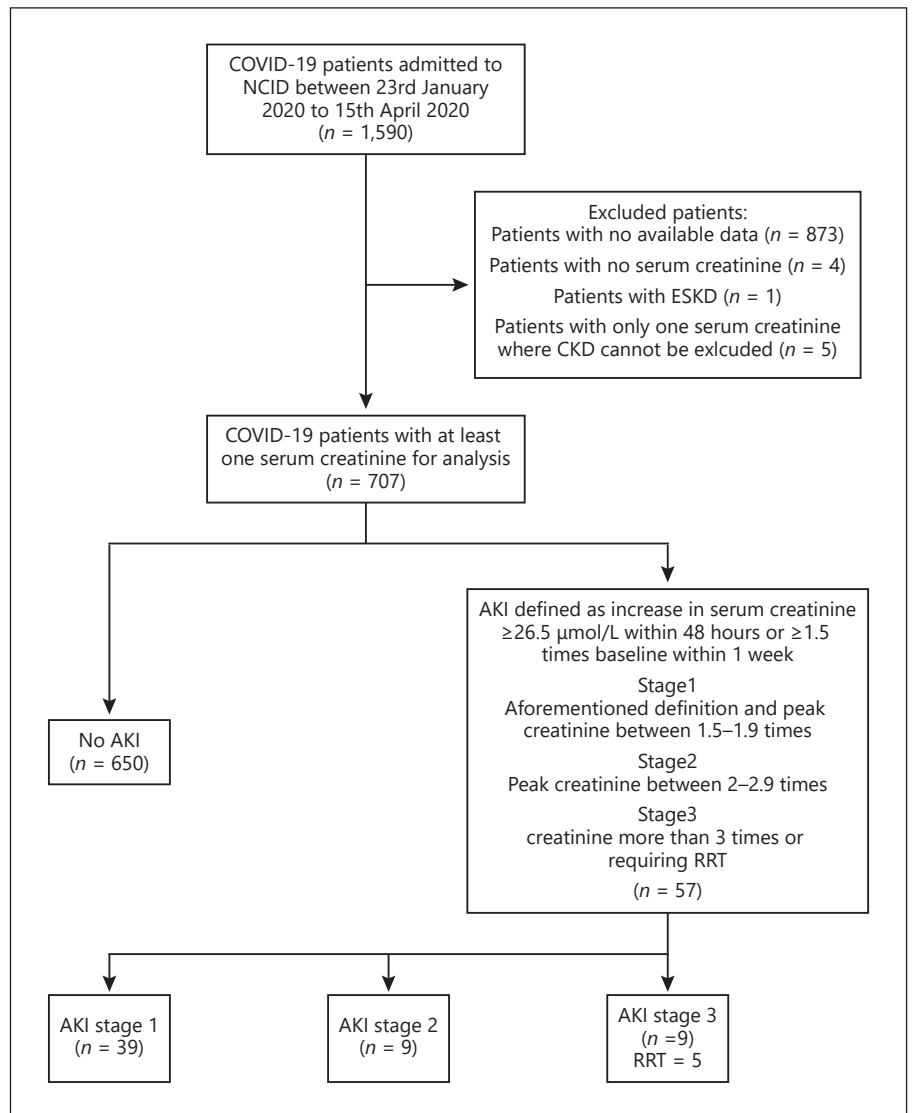 COVID-19 patients admitted to
NCID between 23rd January
2020 to 15th April 2020
(n = 1,590)
Excluded patients:
Patients with no available data (n = 873)
Patients with no serum creatinine (n = 4)
Patients with ESKD (n = 1)
Patients with only one serum creatinine
where CKD cannot be exlcuded (n = 5)
COVID-19 patients with at least
one serum creatinine for analysis
(n = 707)
No AKI
(n = 650)
AKI defined as increase in serum creatinine
≥26.5 μmol/L within 48 hours or ≥1.5
times baseline within 1 week
Stage1
Aforementioned definition and peak
creatinine between 1.5–1.9 times
Stage2
Peak creatinine between 2–2.9 times
Stage3
creatinine more than 3 times or
requiring RRT
(n = 57)
AKI stage 1
(n = 39)
AKI stage 2
(n = 9)
AKI stage 3
(n =9)
RRT = 5